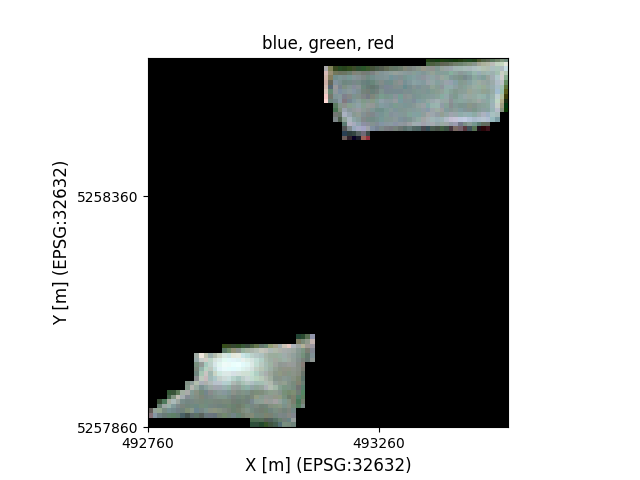 blue, green, red
Y [m] (EPSG:32632)
5258360
5257860
492760
493260
X [m] (EPSG:32632)